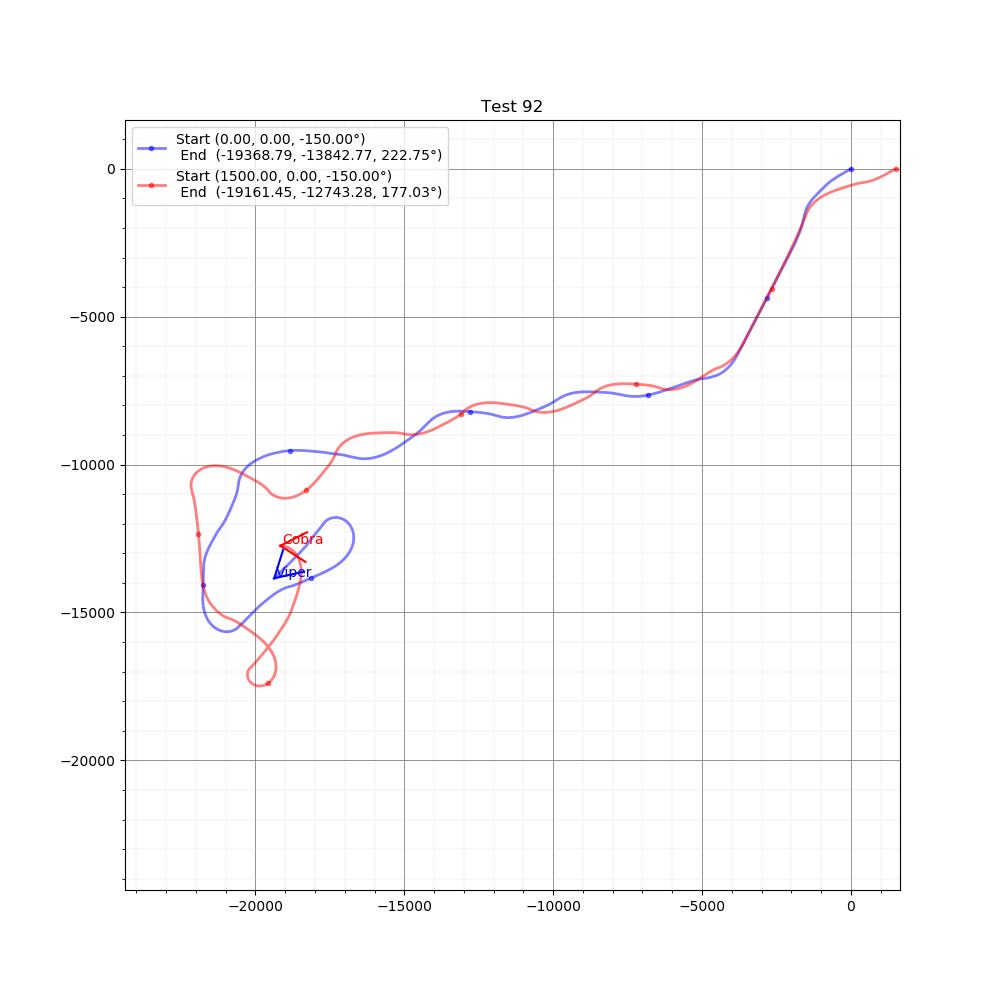 Test 92
Start (0.00, 0.00, -150.00°)
End (-19368.79, -13842.77, 222.75°)
Start (1500.00, 0.00, -150.00°)
End (-19161.45, -12743.28, 177.03°)
0
−5000
−10000
−15000
−20000
Cobra
Viper
−20000 −15000 −10000 −5000 0